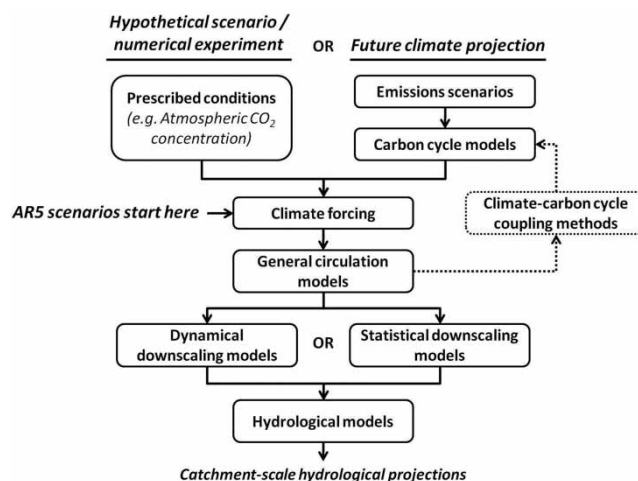 Hypothetical scenario /
numerical experiment
OR
Future climate projection
Prescribed conditions
(e.g. Atmospheric CO₂
concentration)
Emissions scenarios
Carbon cycle models
AR5 scenarios start here
Climate forcing
Climate-carbon cycle
coupling methods
General circulation
models
Dynamical
downscaling models
OR
Statistical downscaling
models
Hydrological models
Catchment-scale hydrological projections